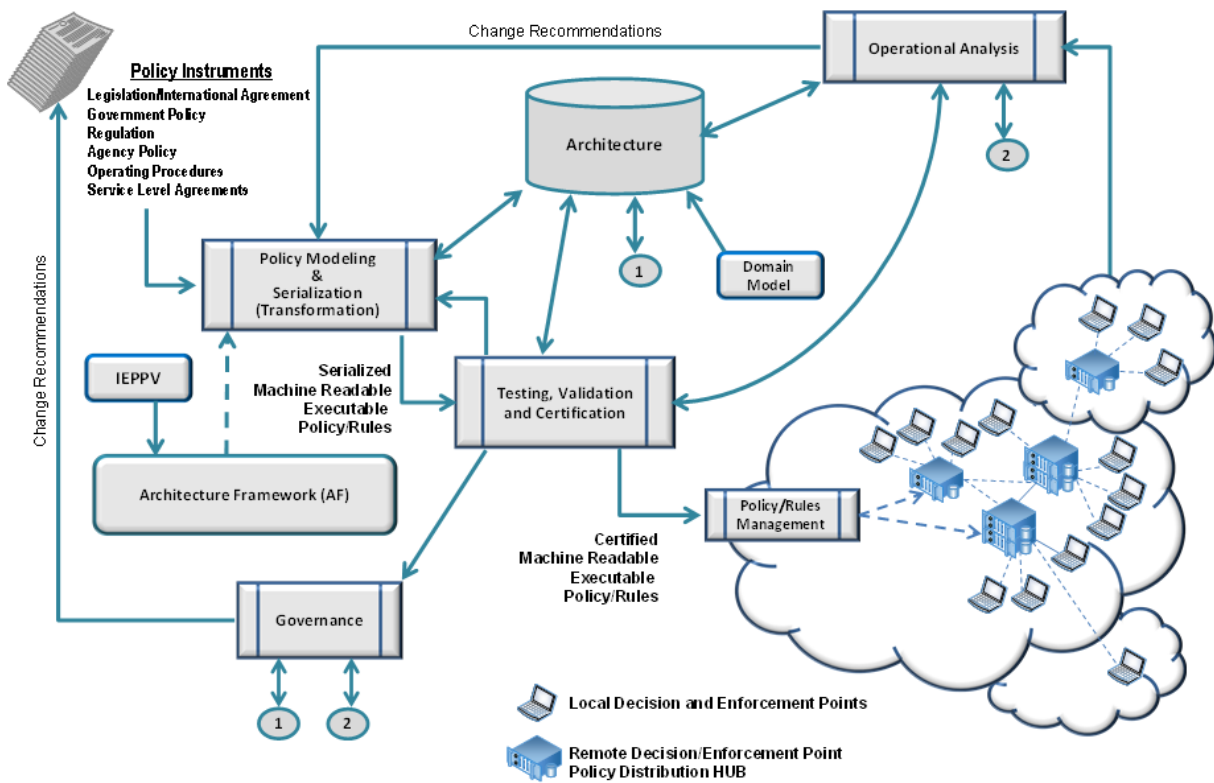 Change Recommendations
Operational Analysis
Policy Instruments
Legislation/International Agreement
Government Policy
Regulation
Agency Policy
Operating Procedures
Service Level Agreements
Architecture
2
Policy Modeling
&
Serialization
(Transformation)
1
Domain
Model
Change Recommendations
IEPPV
Serialized
Machine Readable
Executable
Policy/Rules
Testing, Validation
and Certification
Architecture Framework (AF)
Policy/Rules
Management
Certified
Machine Readable
Executable
Policy/Rules
Governance
1
2
Local Decision and Enforcement Points
Remote Decision/Enforcement Point
Policy Distribution HUB